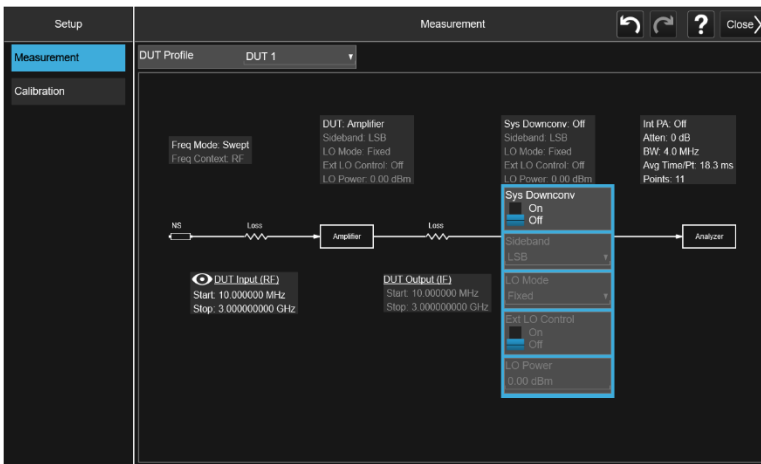 Setup
Measurement
? Close
Measurement
Calibration
DUT Profile DUT 1
Freq Mode: Swept
Freq Context: RF
DUT: Amplifier
Sideband: LSB
LO Mode: Fixed
Ext LO Control: Off
LO Power: 0.00 dBm
Sys Downconv: Off
Sideband: LSB
LO Mode: Fixed
Ext LO Control: Off
LO Power: 0.00 dBm
Int PA: Off
Atten: 0 dB
BW: 4.0 MHz
Avg Time/Pt: 18.3 ms
Points: 11
NS
Loss
Amplifier
Loss
Analyzer
DUT Input (RF)
Start: 10.000000 MHz
Stop: 3.000000000 GHz
DUT Output (IF)
Start: 10.000000 MHz
Stop: 3.000000000 GHz
Sys Downconv
On
Off
Sideband
LSB
LO Mode
Fixed
Ext LO Control
On
Off
LO Power
0.00 dBm